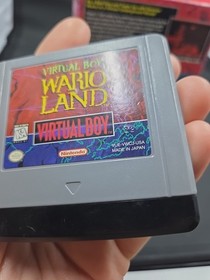 VIRTUAL BOY
WARIO
LAND
VIRTUAL BOY
Nintendo
VUE-VWCJ-USA
MADE IN JAPAN